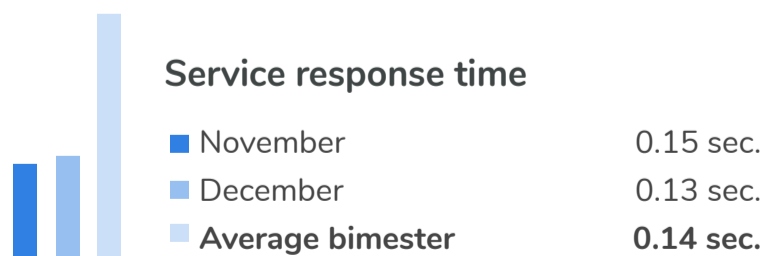 Service response time
November 0.15 sec.
December 0.13 sec.
Average bimester 0.14 sec.